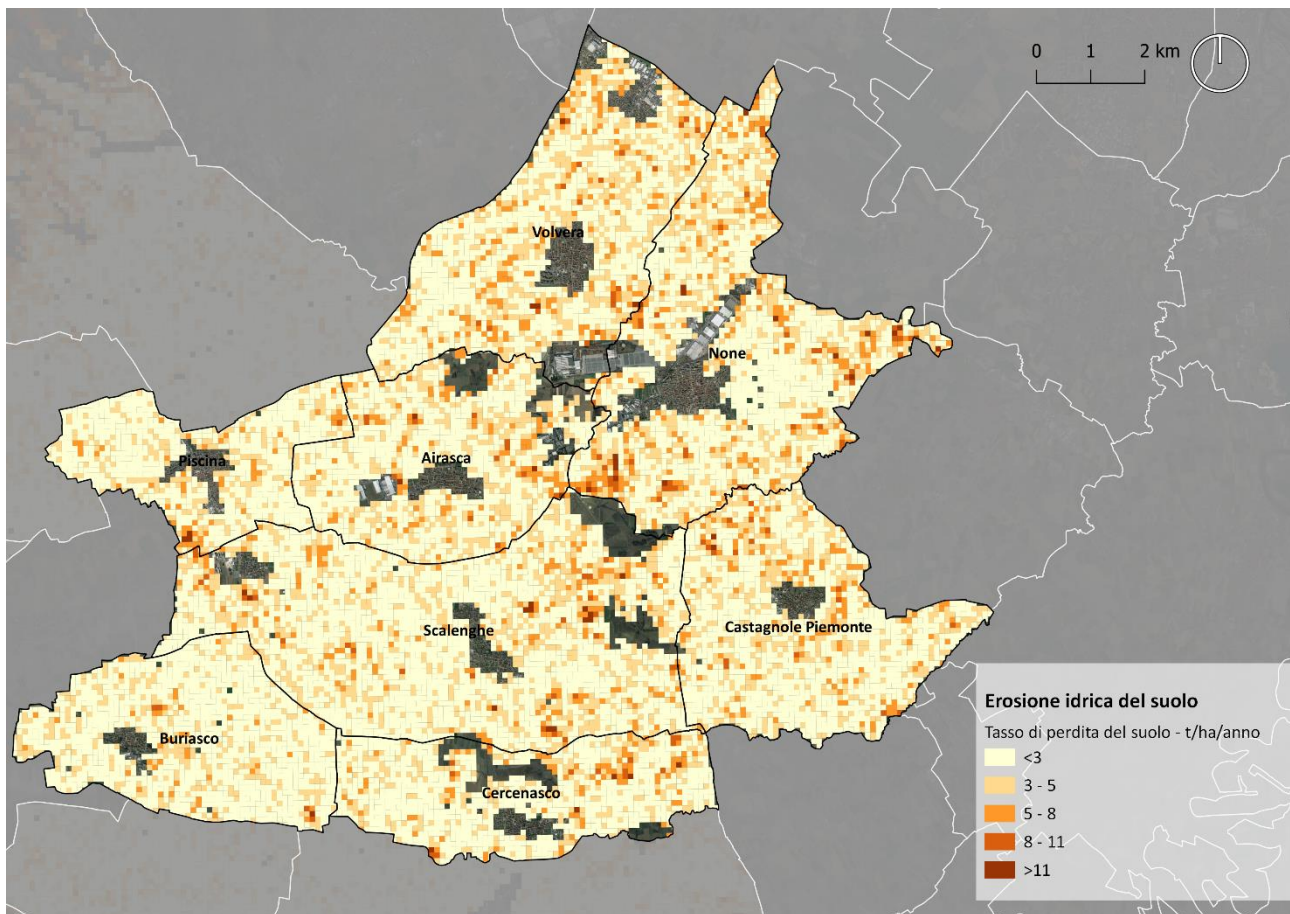 0 1 2 km
Volvera
None
Piscina
Airasca
Scalenghe
Castagnole Piemonte
Buriasco
Cercenasco
Erosione idrica del suolo
Tasso di perdita del suolo - t/ha/anno
<3
3 - 5
5 - 8
8 - 11
>11